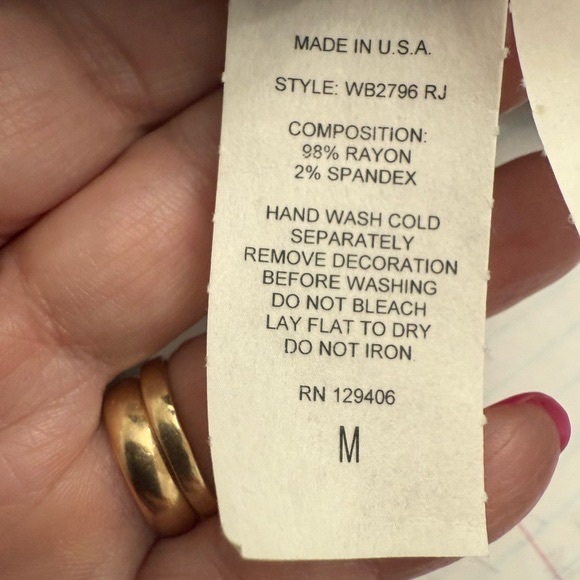 MADE IN U.S.A.
STYLE: WB2796 RJ
COMPOSITION:
98% RAYON
2% SPANDEX
HAND WASH COLD
SEPARATELY
REMOVE DECORATION
BEFORE WASHING
DO NOT BLEACH
LAY FLAT TO DRY
DO NOT IRON
RN 129406
M